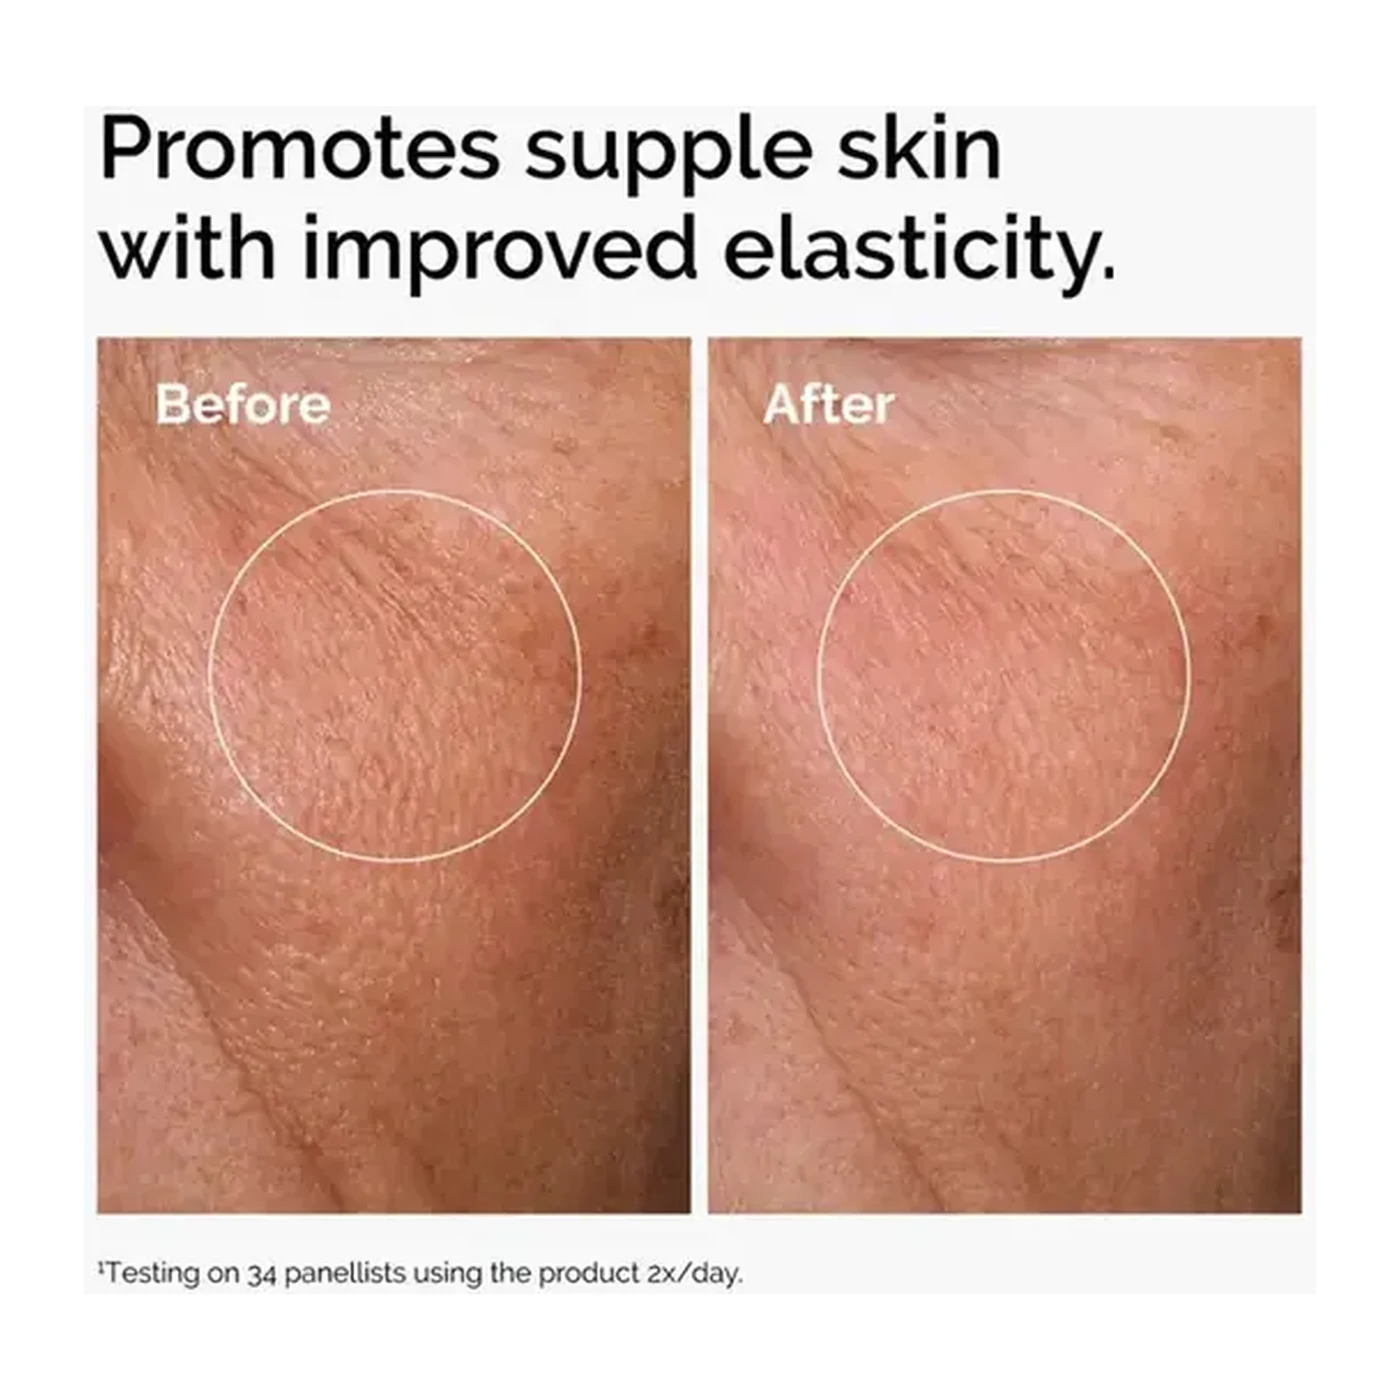 Promotes supple skin
with improved elasticity.
Before
After
¹Testing on 34 panellists using the product 2x/day.